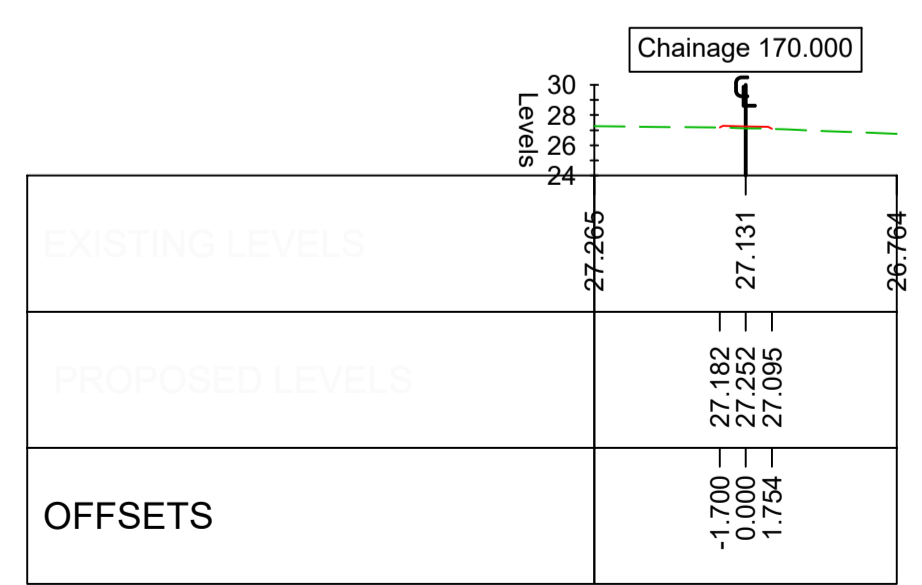 Chainage 170.000
CL
Levels
30
28
26
24
EXISTING LEVELS
27.265
27.131
26.764
PROPOSED LEVELS
27.182
27.252
27.095
OFFSETS
-1.700
0.000
1.754